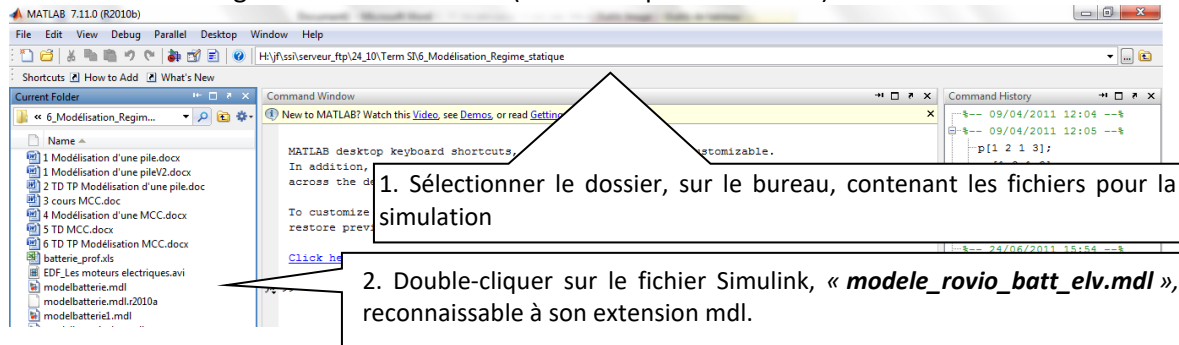 MATLAB 7.11.0 (R2010b)
File Edit View Debug Parallel Desktop Window Help
H:\jf\ssi\serveur_ftp\24_10\Term SI\6_Modélisation_Regime_statique
Shortcuts How to Add What's New
Current Folder
Command Window
Command History
« 6_Modélisation_Regim...
New to MATLAB? Watch this Video, see Demos, or read Getting
Name
1 Modélisation d'une pile.docx
1 Modélisation d'une pileV2.docx
2 TD TP Modélisation d'une pile.doc
3 cours MCC.doc
4 Modélisation d'une MCC.docx
5 TD MCC.docx
6 TD TP Modélisation MCC.docx
batterie_prof.xls
EDF_Les moteurs electriques.avi
modelbatterie.mdl
modelbatterie.mdl.r2010a
modelbatterie1.mdl
MATLAB desktop keyboard shortcuts,
stomizable.
In addition,
across the de
To customize
restore previ
Click he
%-- 09/04/2011 12:04 --%
%-- 09/04/2011 12:05 --%
p[1 2 1 3];
%-- 24/06/2011 15:54 --%
1. Sélectionner le dossier, sur le bureau, contenant les fichiers pour la
simulation
2. Double-cliquer sur le fichier Simulink, « modele_rovio_batt_elv.mdl »,
reconnaissable à son extension mdl.